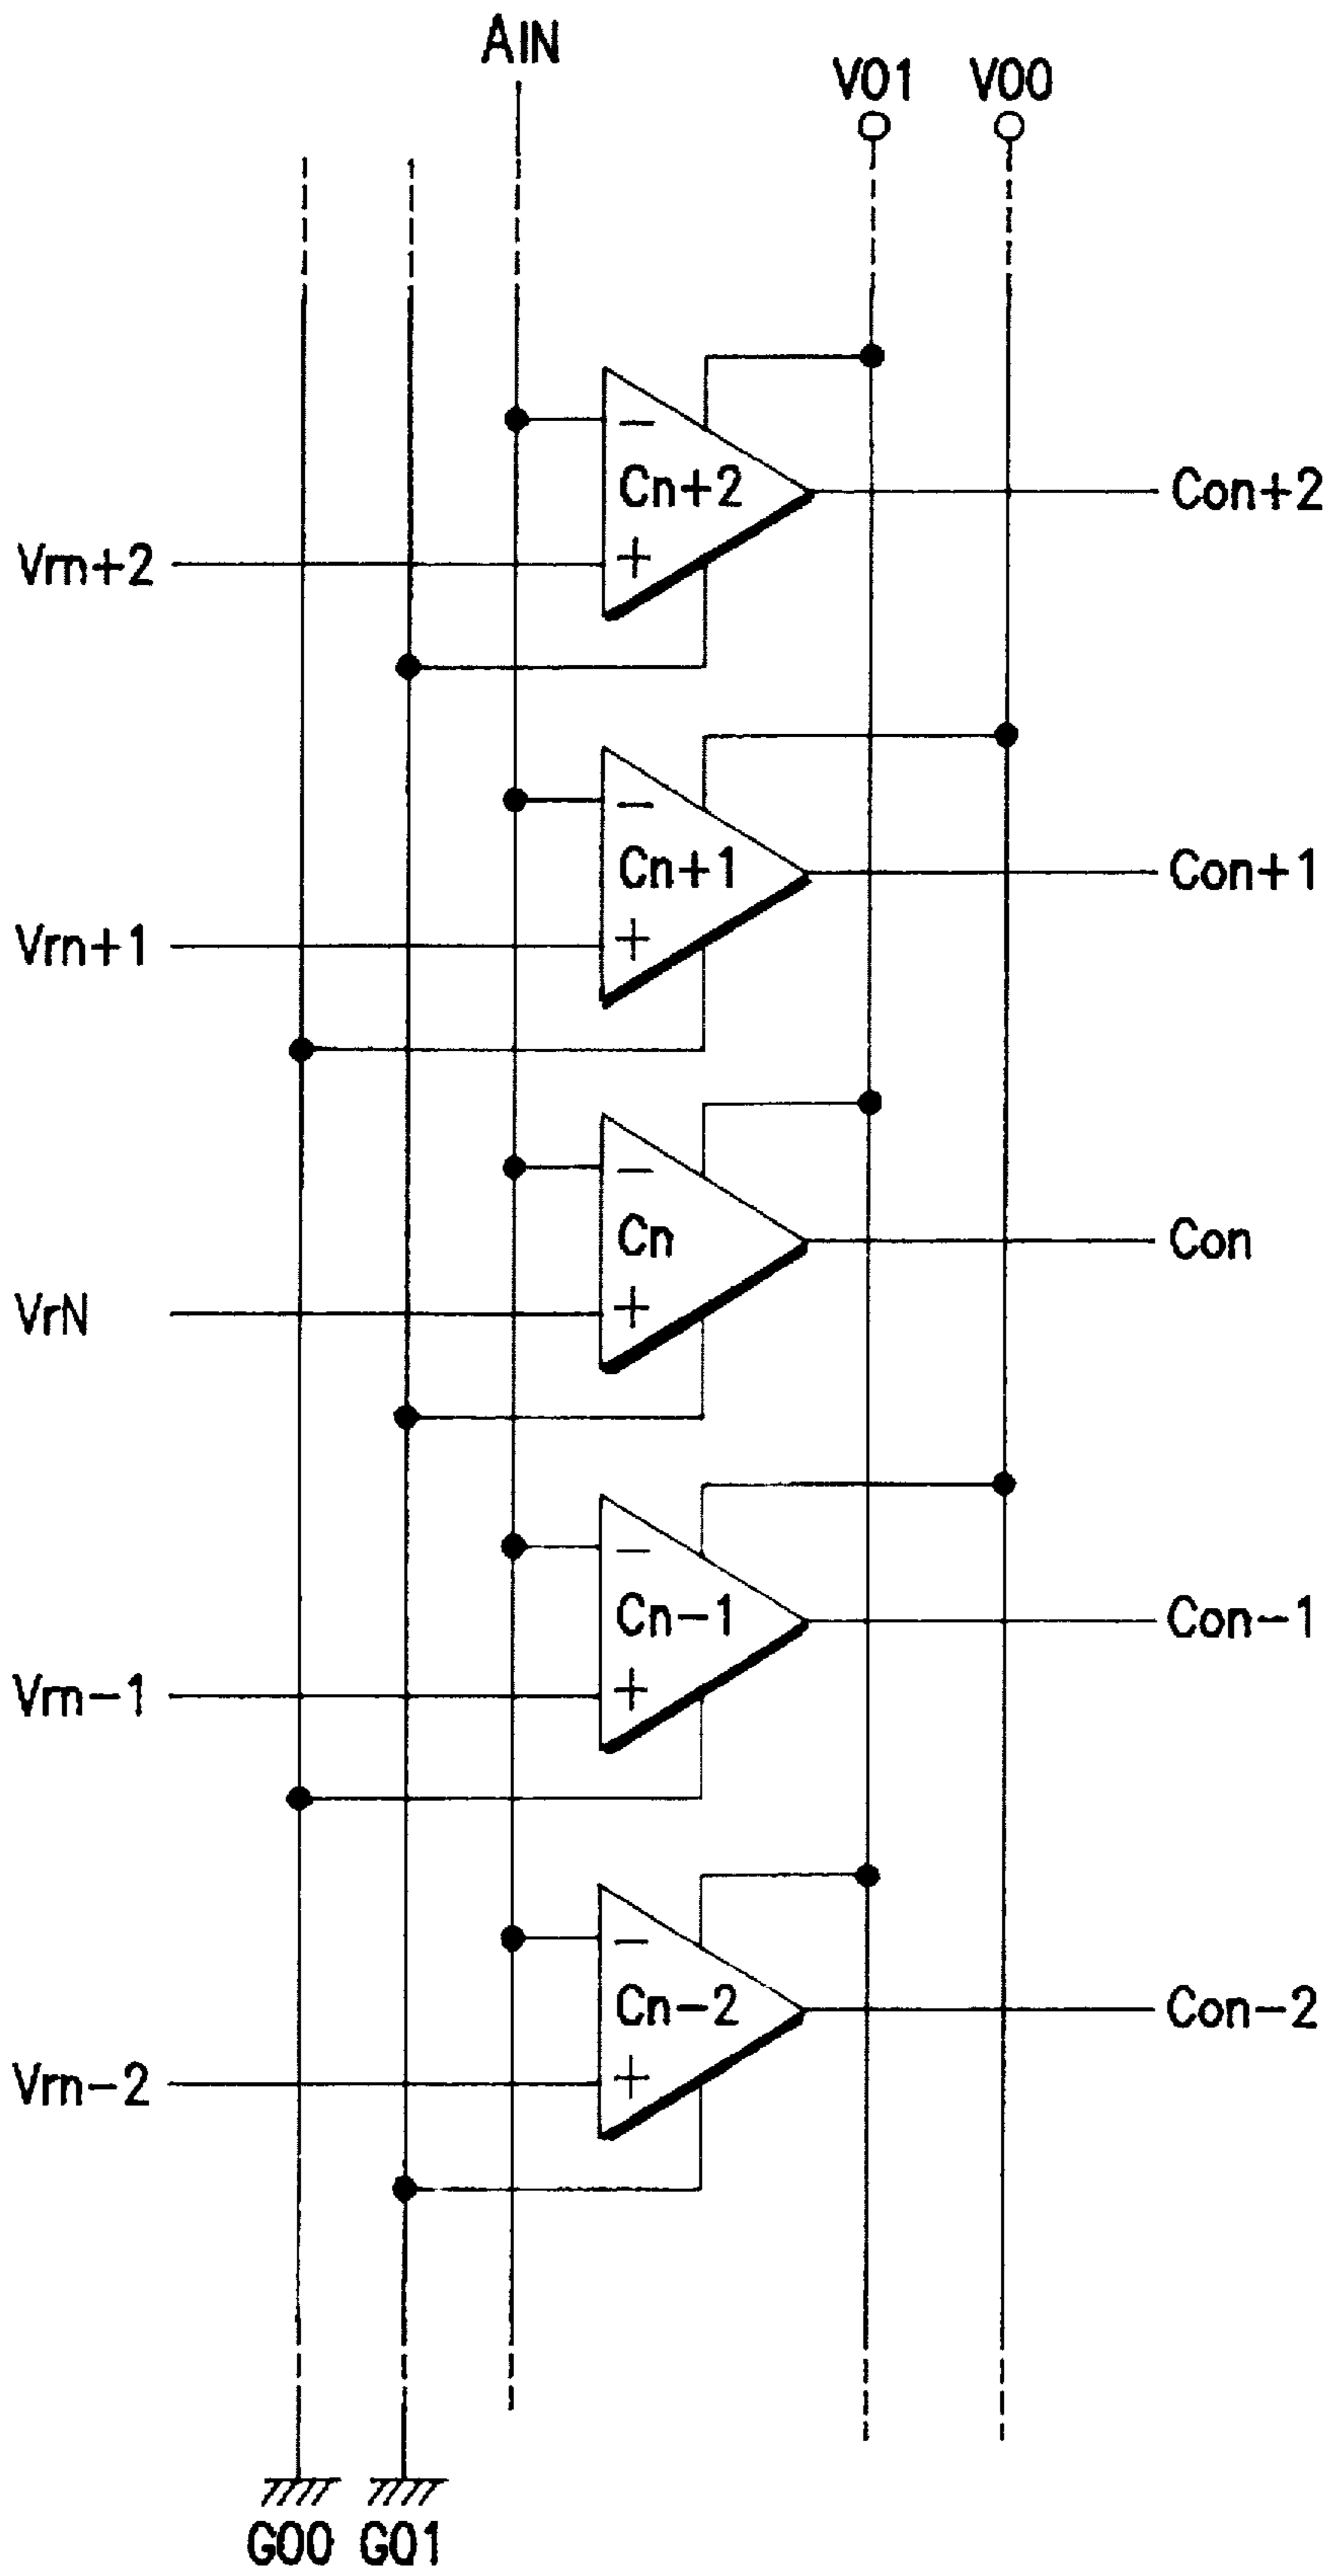 AIN
V01 V00
−
Cn+2
Con+2
Vrn+2
+
−
Cn+1
Con+1
Vrn+1
+
−
Cn
Con
VrN
+
−
Cn-1
Con-1
Vrn-1
+
−
Cn-2
Con-2
Vrn-2
+
G00 G01